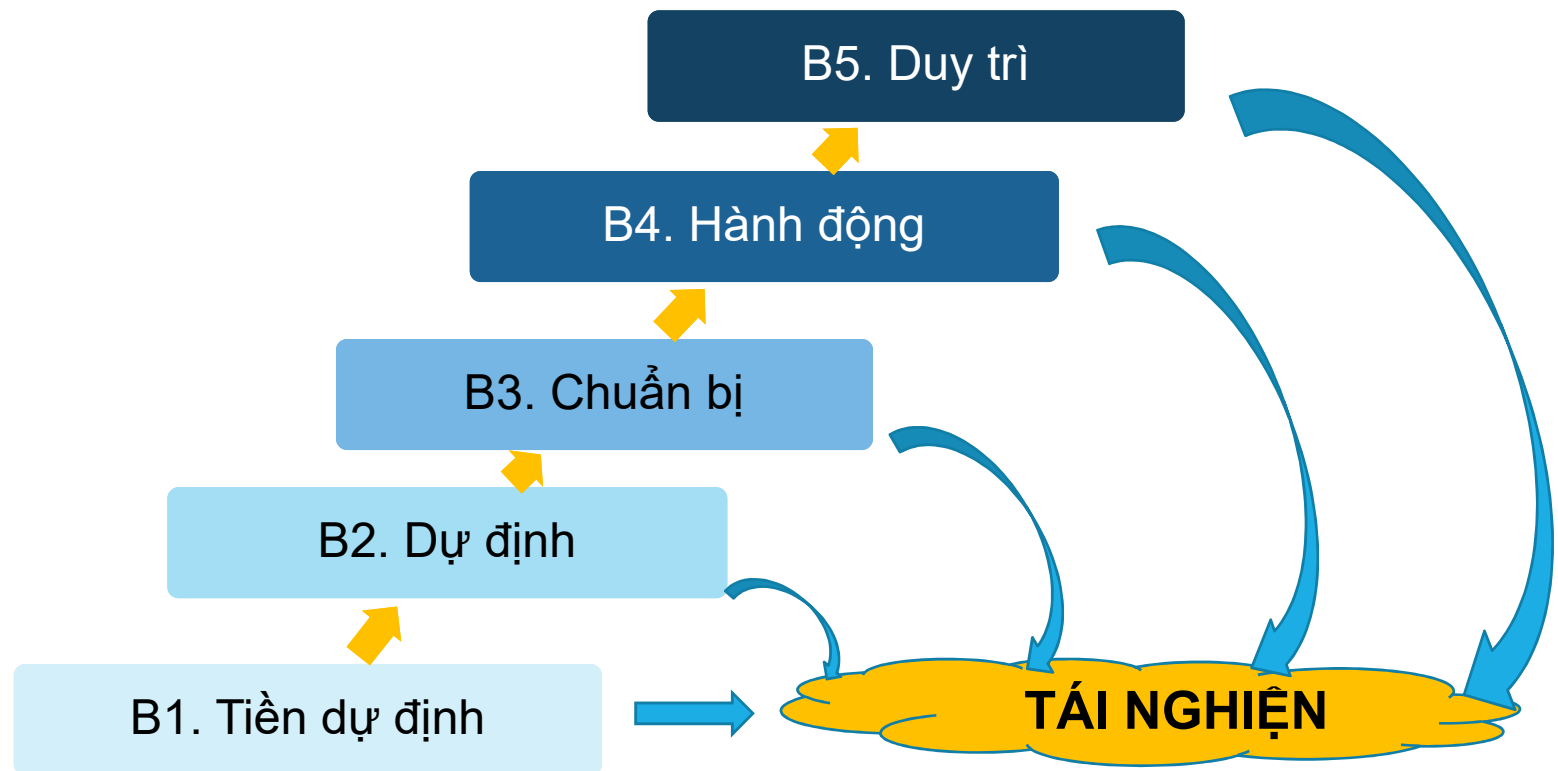 B5. Duy trì
B4. Hành động
B3. Chuẩn bị
B2. Dự định
B1. Tiền dự định
TÁI NGHIỆN